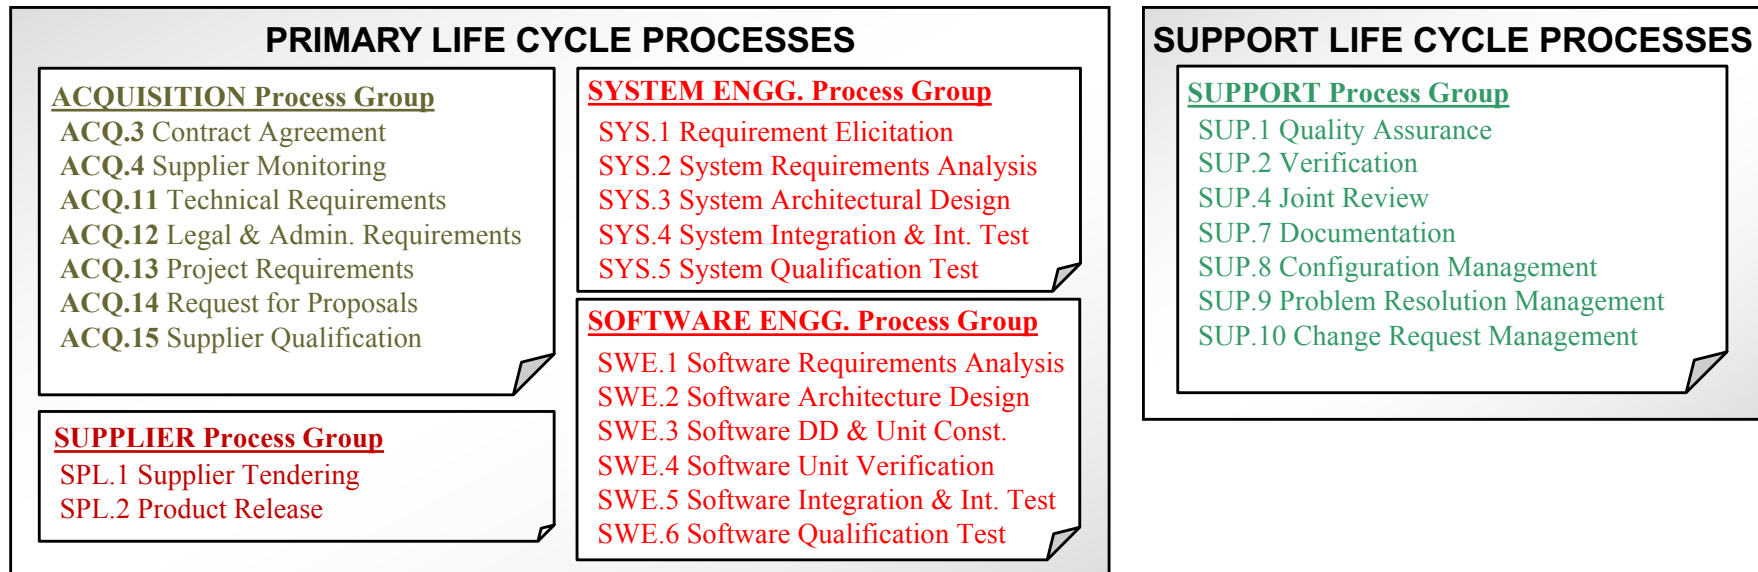 PRIMARY LIFE CYCLE PROCESSES
ACQUISITION Process Group
ACQ.3 Contract Agreement
ACQ.4 Supplier Monitoring
ACQ.11 Technical Requirements
ACQ.12 Legal & Admin. Requirements
ACQ.13 Project Requirements
ACQ.14 Request for Proposals
ACQ.15 Supplier Qualification
SUPPLIER Process Group
SPL.1 Supplier Tendering
SPL.2 Product Release
SYSTEM ENGG. Process Group
SYS.1 Requirement Elicitation
SYS.2 System Requirements Analysis
SYS.3 System Architectural Design
SYS.4 System Integration & Int. Test
SYS.5 System Qualification Test
SOFTWARE ENGG. Process Group
SWE.1 Software Requirements Analysis
SWE.2 Software Architecture Design
SWE.3 Software DD & Unit Const.
SWE.4 Software Unit Verification
SWE.5 Software Integration & Int. Test
SWE.6 Software Qualification Test
SUPPORT LIFE CYCLE PROCESSES
SUPPORT Process Group
SUP.1 Quality Assurance
SUP.2 Verification
SUP.4 Joint Review
SUP.7 Documentation
SUP.8 Configuration Management
SUP.9 Problem Resolution Management
SUP.10 Change Request Management